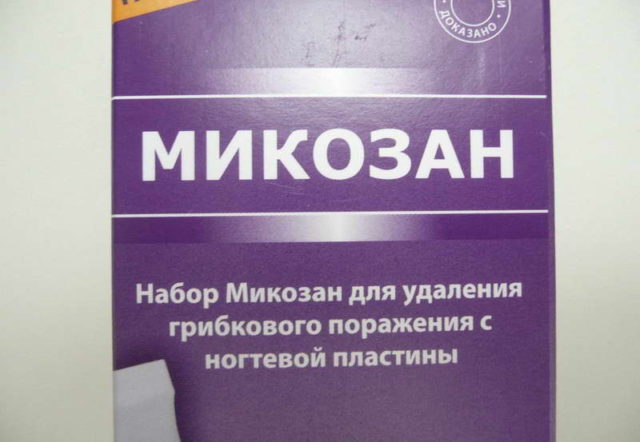 ДОКАЗАНО
И
МИКОЗАН
Набор Микозан для удаления
грибкового поражения с
ногтевой пластины